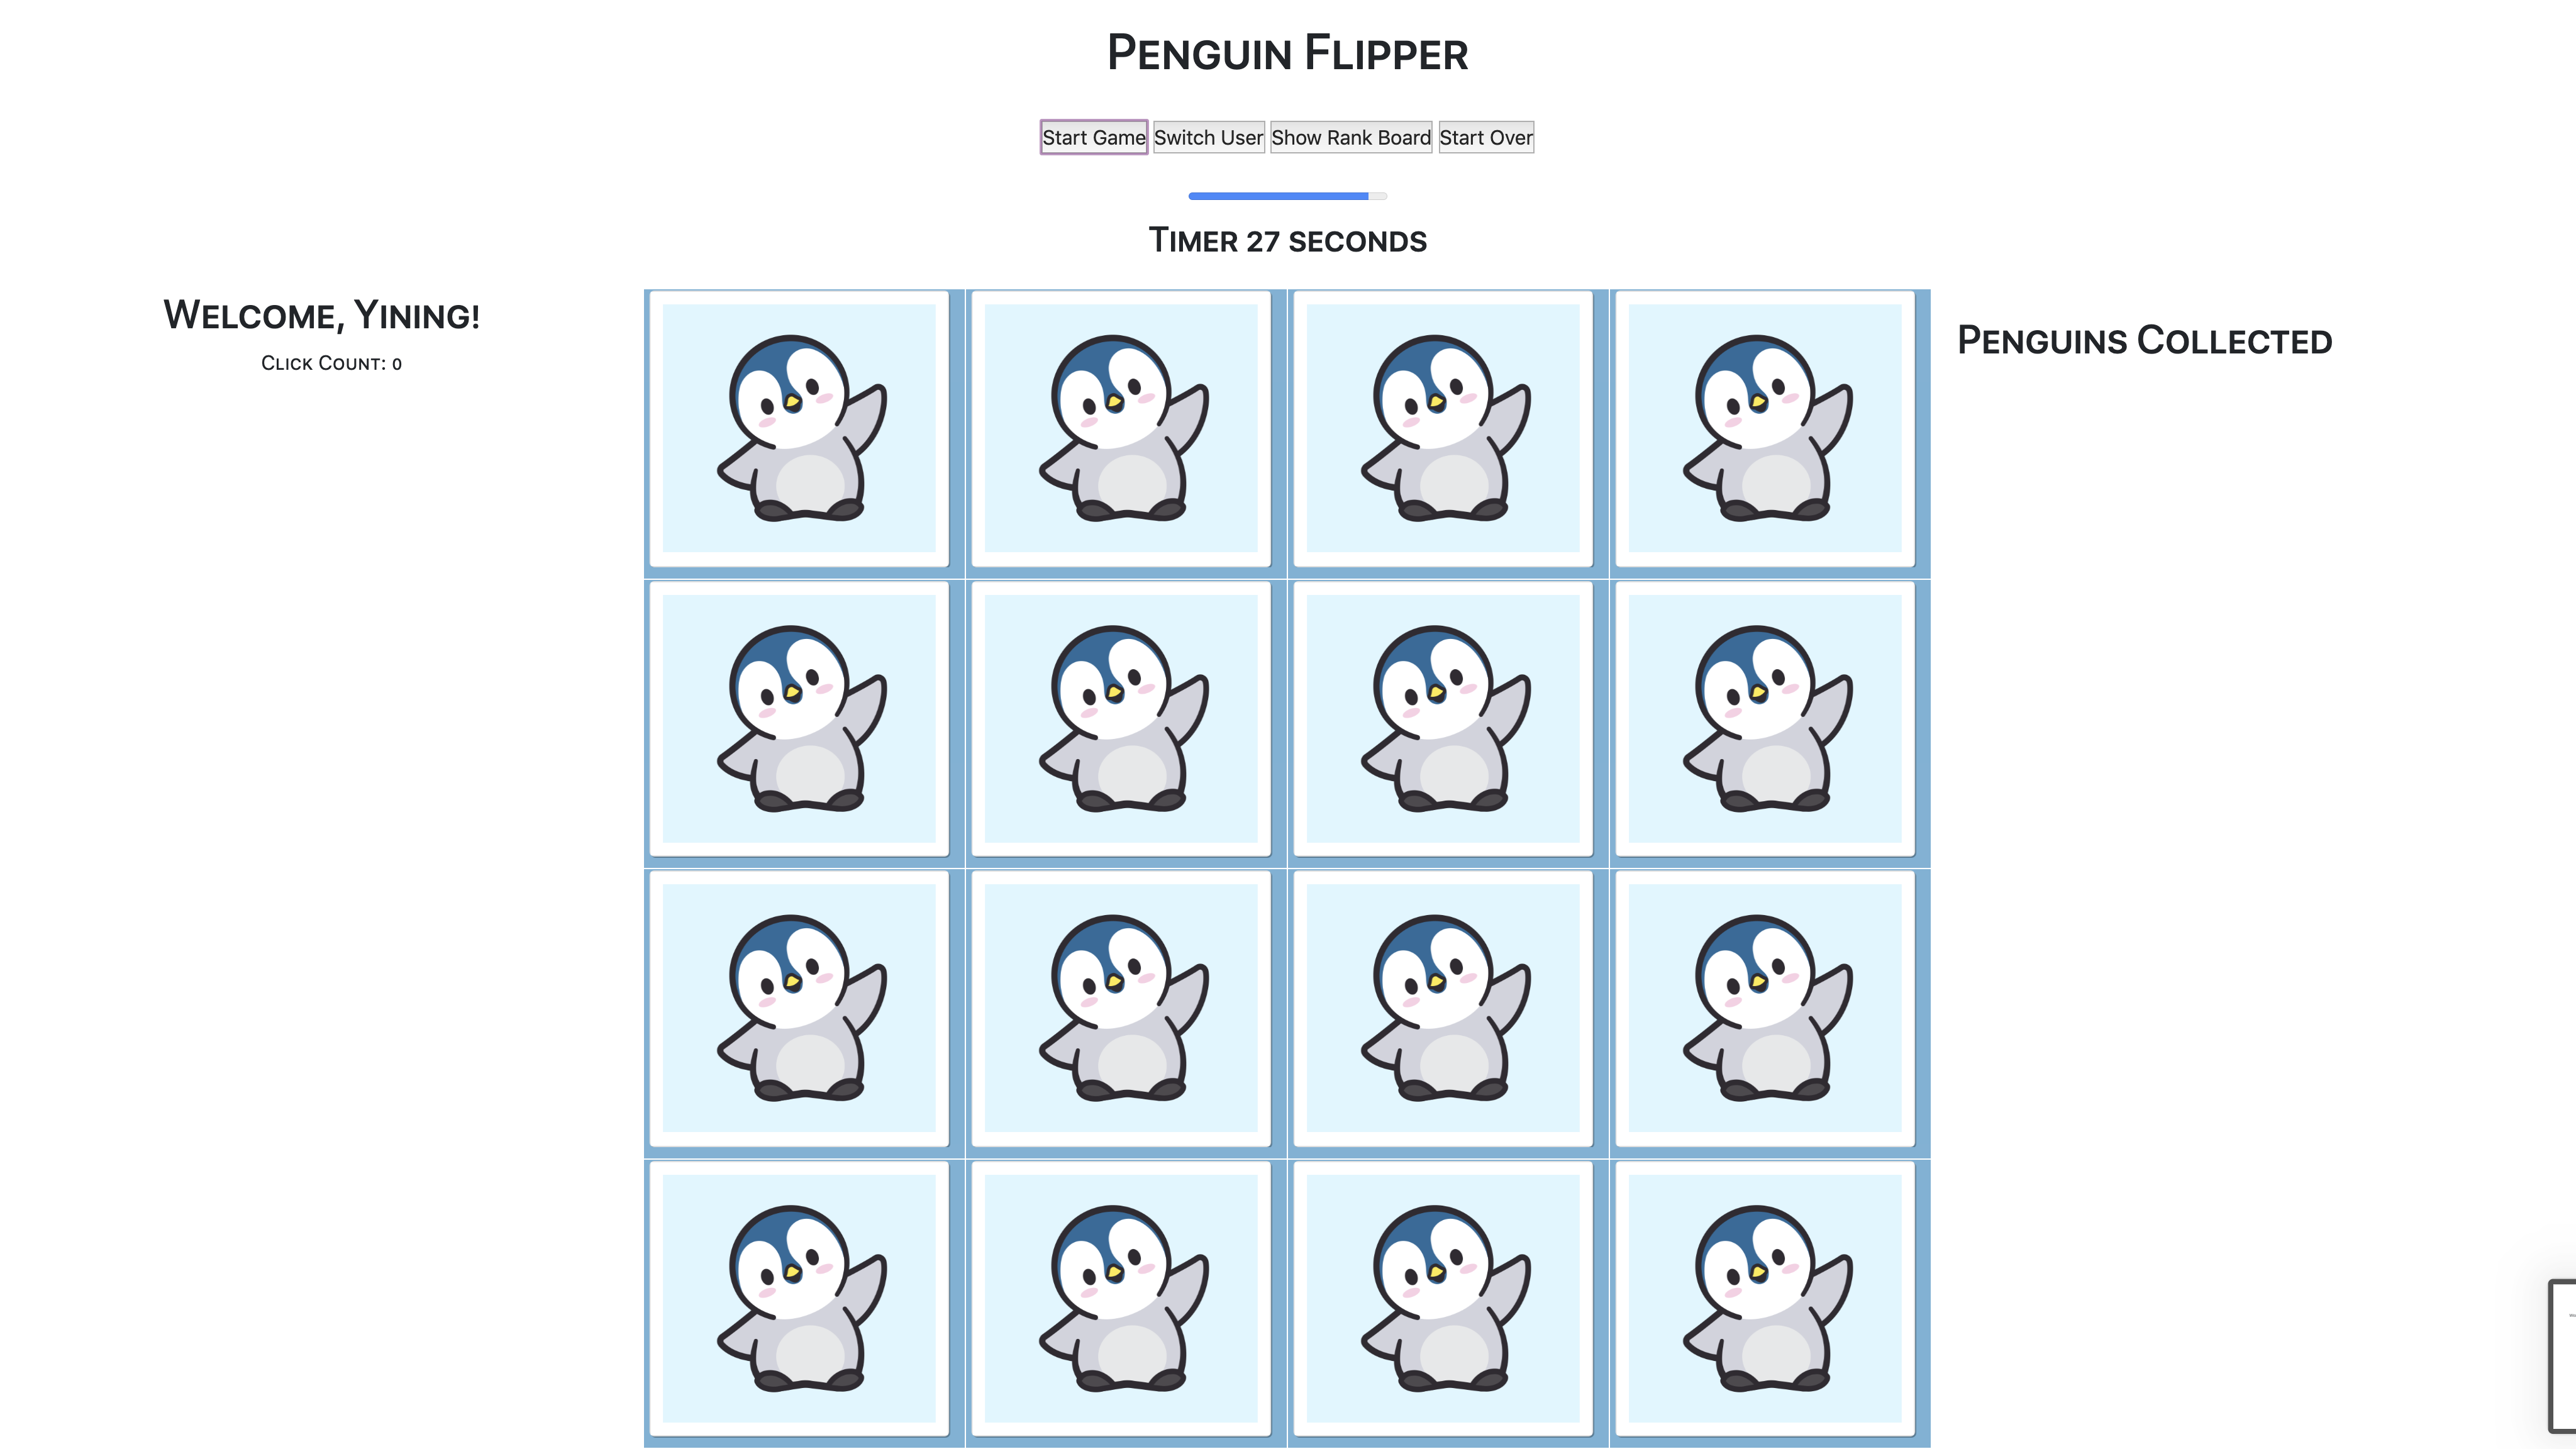 Penguin Flipper
Start Game Switch User Show Rank Board Start Over
Timer 27 seconds
Welcome, Yining!
Click Count: 0
Penguins Collected